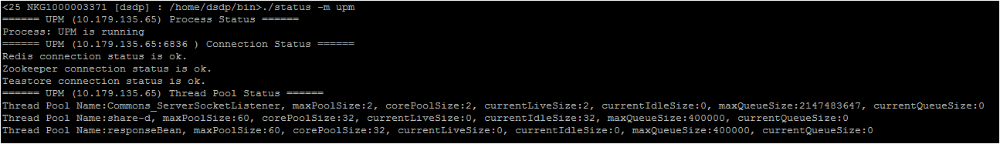 <25 NKG1000003371 [dsdp] : /home/dsdp/bin>./status -m upm
====== UPM (10.179.135.65) Process Status ======
Process: UPM is running
====== UPM (10.179.135.65:6836 ) Connection Status ======
Redis connection status is ok.
Zookeeper connection status is ok.
Teastore connection status is ok.
====== UPM (10.179.135.65) Thread Pool Status ======
Thread Pool Name:Commons_ServerSocketListener, maxPoolSize:2, corePoolSize:2, currentLiveSize:2, currentIdleSize:0, maxQueueSize:2147483647, currentQueueSize:0
Thread Pool Name:share-d, maxPoolSize:60, corePoolSize:32, currentLiveSize:0, currentIdleSize:32, maxQueueSize:400000, currentQueueSize:0
Thread Pool Name:responseBean, maxPoolSize:60, corePoolSize:32, currentLiveSize:0, currentIdleSize:0, maxQueueSize:400000, currentQueueSize:0